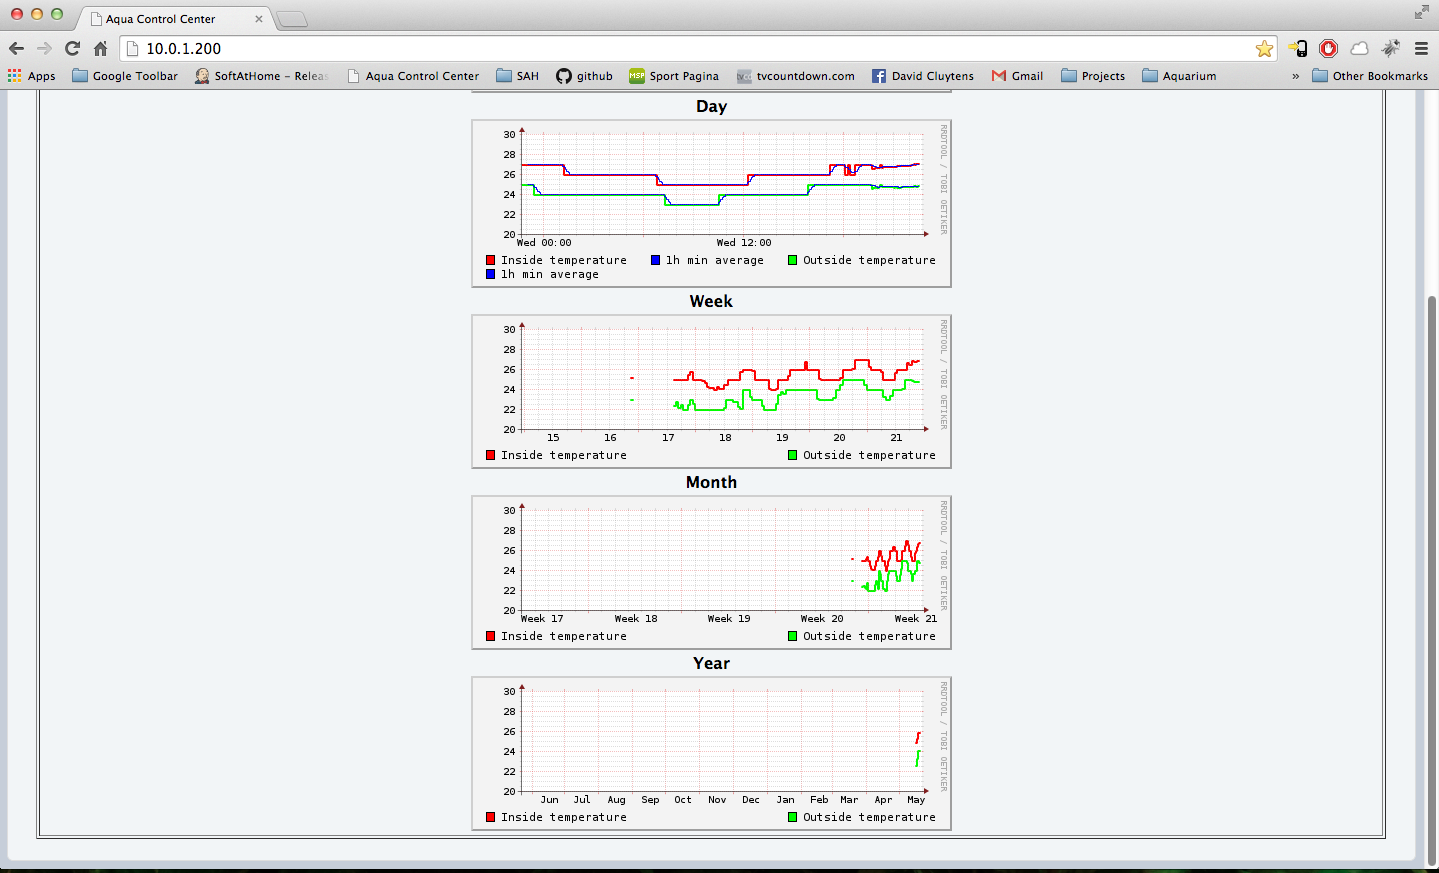 Aqua Control Center
10.0.1.200
Apps Google Toolbar SoftAtHome – Releas Aqua Control Center SAH github MSP Sport Pagina tvcountdown.com David Cluytens Gmail Projects Aquarium » Other Bookmarks
Day
30
28
26
24
22
20
Wed 00:00 Wed 12:00
Inside temperature 1h min average Outside temperature
1h min average
RRDTOOL / TOBI OETIKER
Week
30
28
26
24
22
20
15 16 17 18 19 20 21
Inside temperature Outside temperature
RRDTOOL / TOBI OETIKER
Month
30
28
26
24
22
20
Week 17 Week 18 Week 19 Week 20 Week 21
Inside temperature Outside temperature
RRDTOOL / TOBI OETIKER
Year
30
28
26
24
22
20
Jun Jul Aug Sep Oct Nov Dec Jan Feb Mar Apr May
Inside temperature Outside temperature
RRDTOOL / TOBI OETIKER